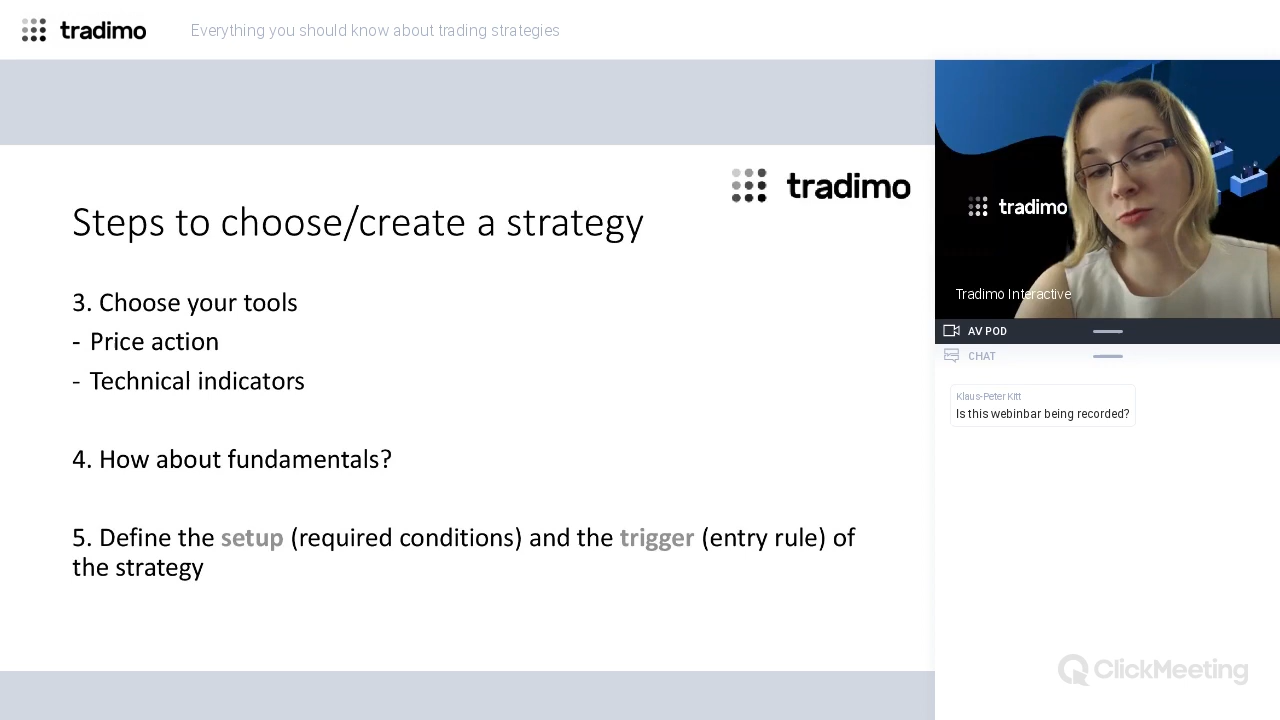 tradimo
Everything you should know about trading strategies
tradimo
Steps to choose/create a strategy
3. Choose your tools
- Price action
- Technical indicators
4. How about fundamentals?
5. Define the setup (required conditions) and the trigger (entry rule) of
the strategy
tradimo
Tradimo Interactive
AV POD
CHAT
Klaus-Peter Kitt
Is this webinbar being recorded?
ClickMeeting